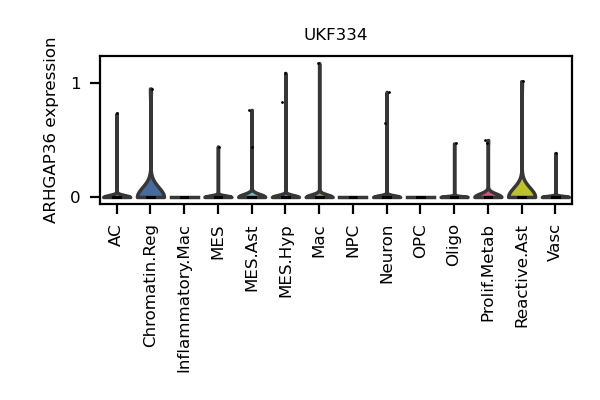 UKF334
ARHGAP36 expression
1
0
AC
Chromatin.Reg
Inflammatory.Mac
MES
MES.Ast
MES.Hyp
Mac
NPC
Neuron
OPC
Oligo
Prolif.Metab
Reactive.Ast
Vasc